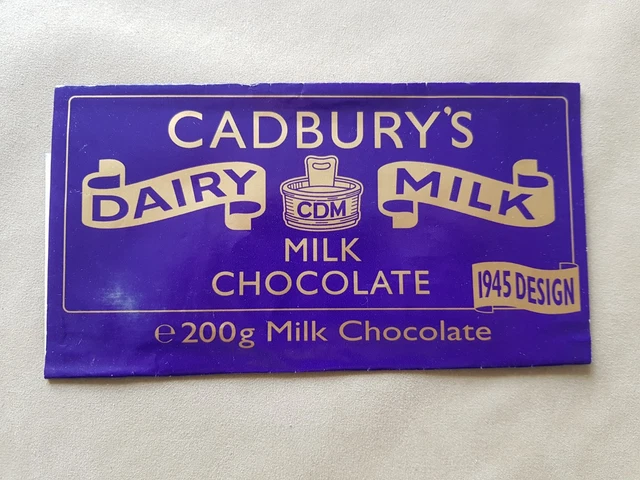 CADBURY'S
DAIRY MILK
CDM
MILK
CHOCOLATE
1945 DESIGN
℮ 200g Milk Chocolate